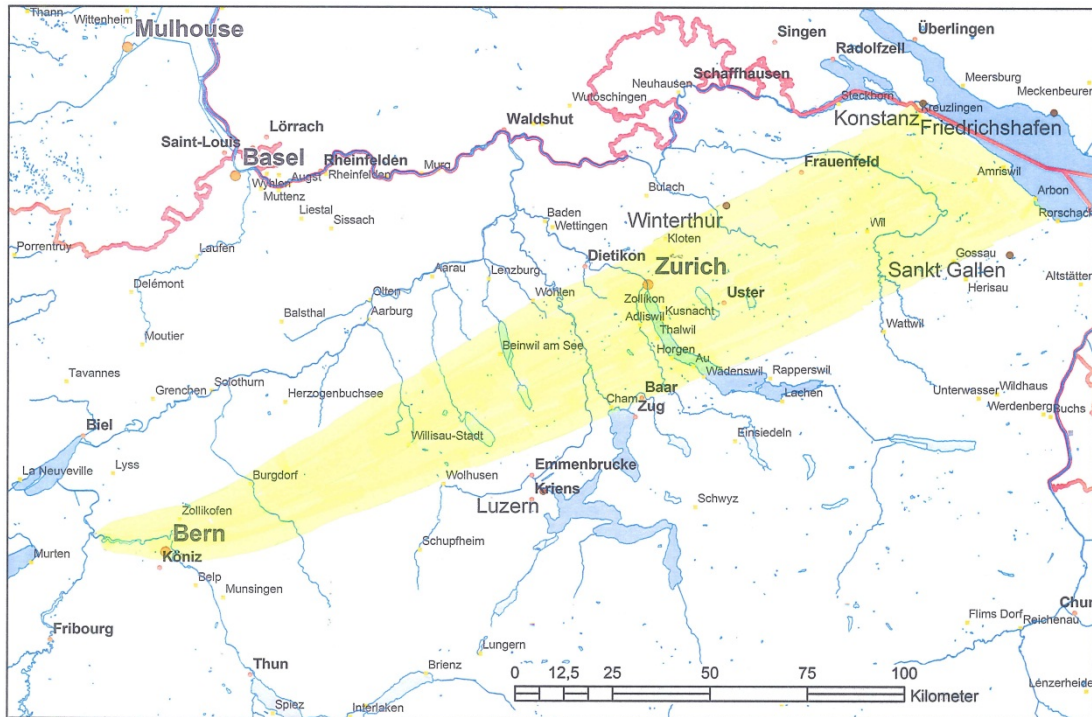 Thann
Wittenheim
Mulhouse
Singen
Überlingen
Radolfzell
Schaffhausen
Neuhausen
Meersburg
Meckenbeuren
Steckborn
Wutöschingen
Kreuzlingen
Konstanz
Friedrichshafen
Waldshut
Lörrach
Saint-Louis
Basel
Rheinfelden
Murg
Frauenfeld
Wyhlen
Augst
Rheinfelden
Amriswil
Muttenz
Bulach
Arbon
Liestal
Sissach
Baden
Wettingen
Winterthur
Rorschach
Wil
Kloten
Porrentruy
Laufen
Dietikon
Zurich
Gossau
Sankt Gallen
Altstätten
Herisau
Aarau
Lenzburg
Delémont
Olten
Wohlen
Zollikon
Uster
Kusnacht
Adliswil
Balsthal
Aarburg
Thalwil
Wattwil
Moutier
Beinwil am See
Horgen
Au
Wädenswil
Rapperswil
Tavannes
Grenchen
Solothurn
Baar
Herzogenbuchsee
Cham
Lachen
Unterwasser
Wildhaus
Zug
Werdenberg
Buchs
Biel
Willisau-Stadt
Einsiedeln
Lyss
La Neuveville
Burgdorf
Wolhusen
Emmenbrucke
Kriens
Luzern
Schwyz
Zollikofen
Bern
Murten
Köniz
Schupfheim
Belp
Munsingen
Chur
Flims Dorf
Reichenau
Fribourg
Lungern
Thun
Brienz
0 12,5 25 50 75 100
Kilometer
Lenzerheide
Spiez
Interlaken